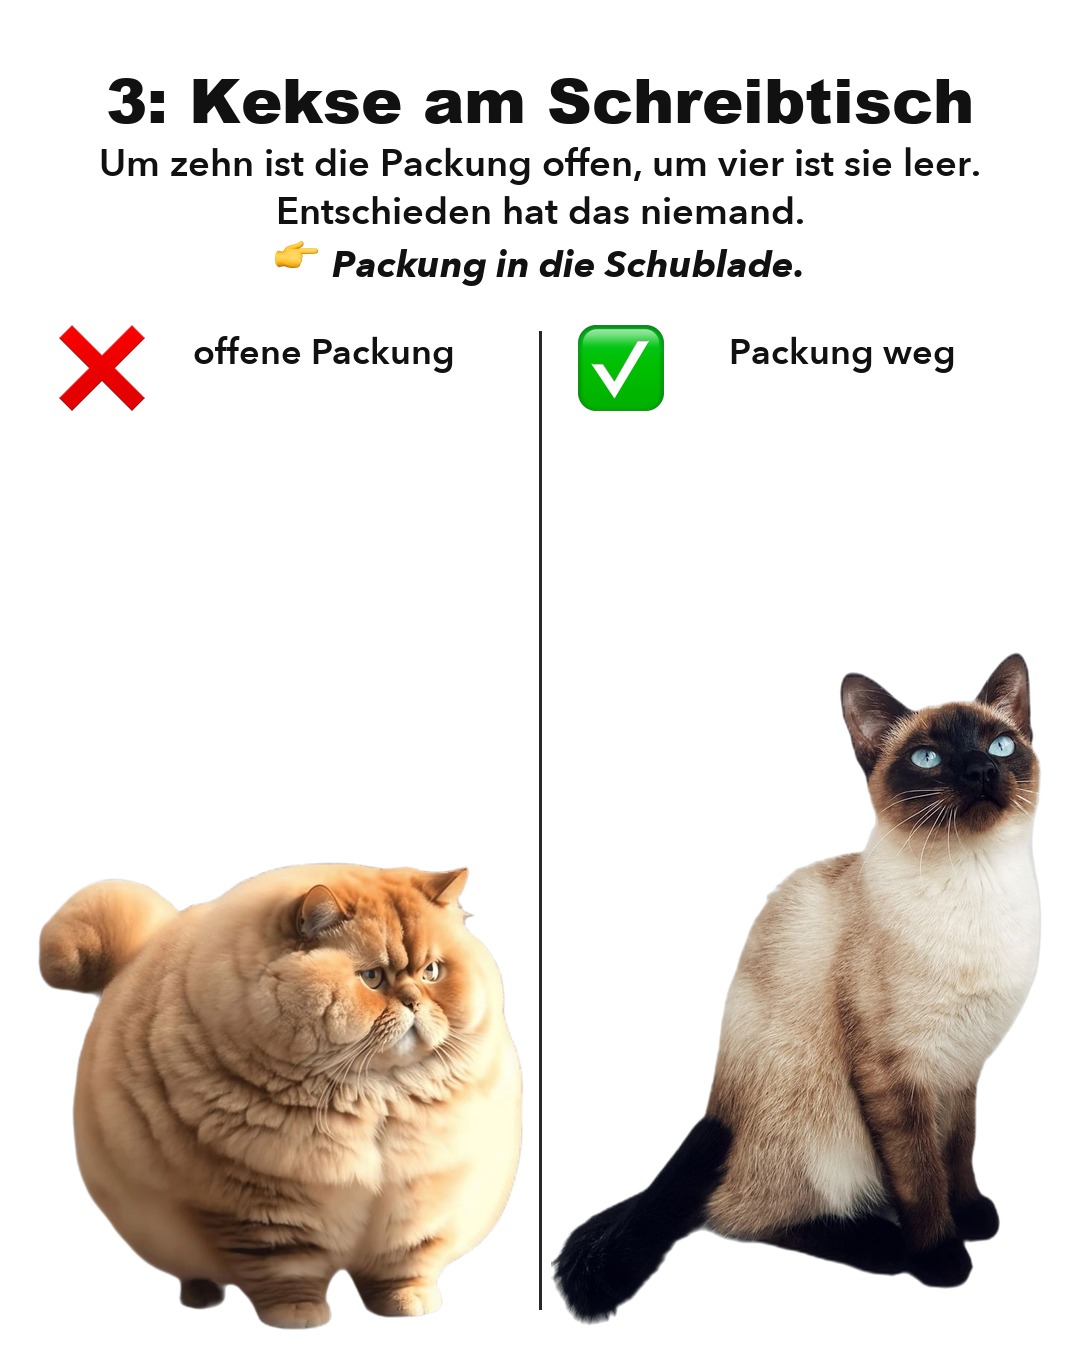 3: Kekse am Schreibtisch
Um zehn ist die Packung offen, um vier ist sie leer.
Entschieden hat das niemand.
👉 Packung in die Schublade.
❌ offene Packung
✅ Packung weg